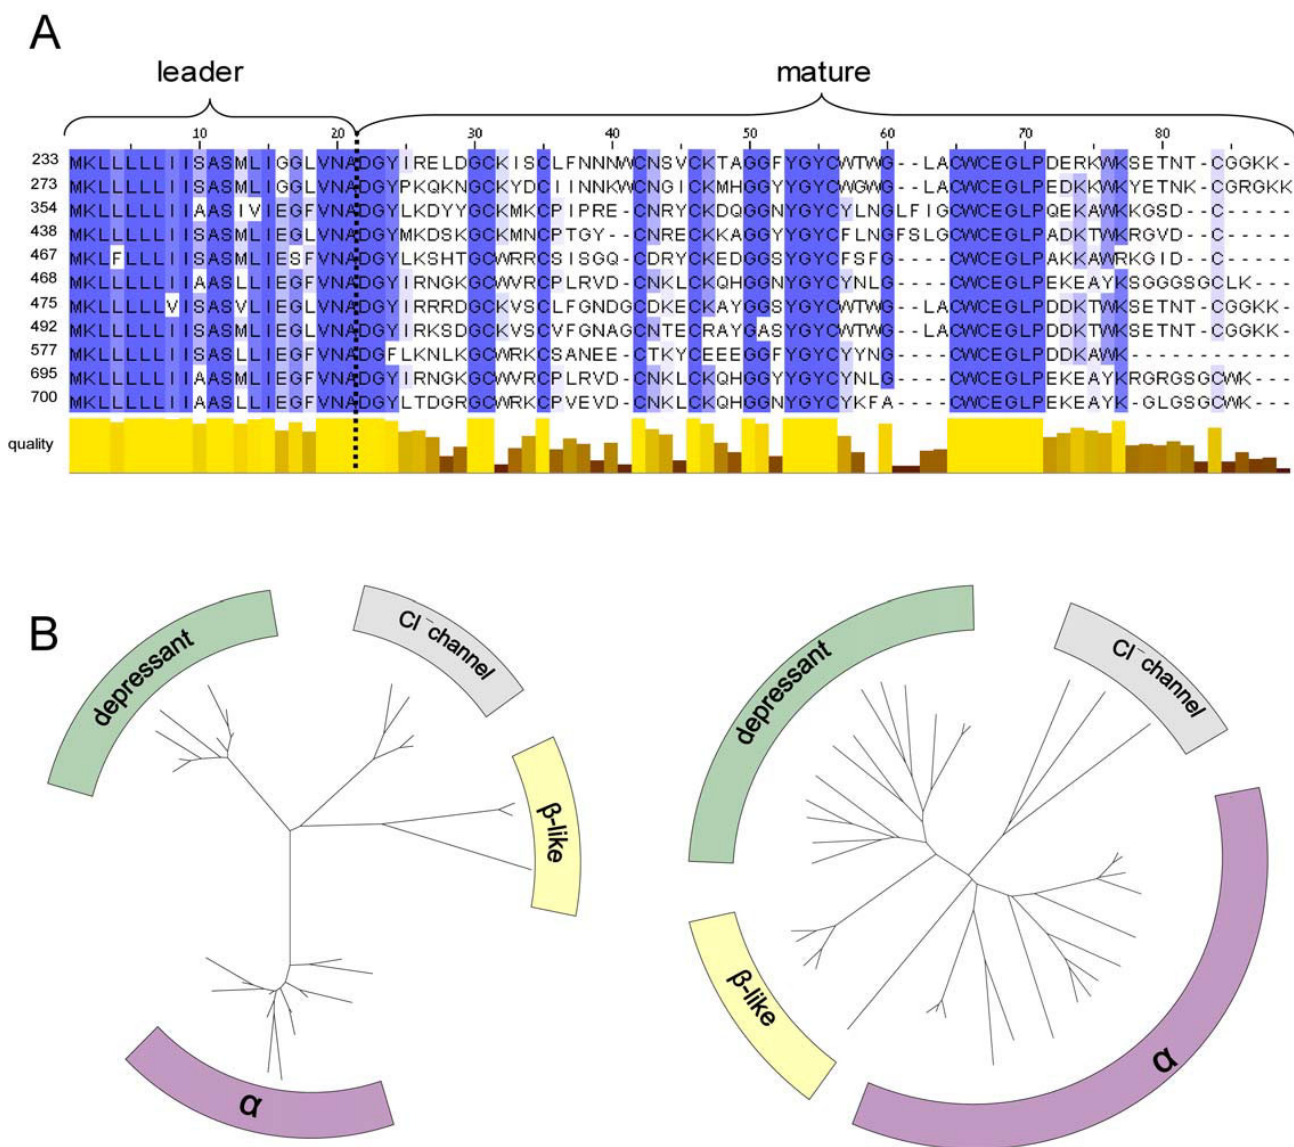 A
leader mature
10 20 30 40 50 60 70 80
233 MKLLLLLIISASMLIGGLVNADGYIRELDGCKISCLFNNNWCNSVCKTAGGFYGYCWTWG--LACWCEGLPDERKWKSETNT-CGGKK-
273 MKLLLLLIISASMLIGGLVNADGYPKQKNGCKYDCIINNKWCNGICKMHGGYYGYCWGWG--LACWCEGLPEDKKWKYETNK-CGRGKK
354 MKLLLLLIIAASIVIEGFVNADGYLKDYYGCKMKCPIPRE-CNRYCKDQGGNYGYCYLNGLFIGCWCEGLPQEKAWKKGSD--C-----
438 MKLLLLLIISASMLIEGLVNADGYMKDSKGCKMNCPTGY--CNRECKKAGGYYGYCFLNGFSLGCWCEGLPADKTWKRGVD--C-----
467 MKLFLLLIISASMLIESFVNADGYLKSHTGCWRRCSISGQ-CDRYCKEDGGSYGYCFSFG----CWCEGLPAKKAWRKGID--C-----
468 MKLLLLLIIAASLLIEGFVNADGYIRNGKGCWVRCPLRVD-CNKLCKQHGGNYGYCYNLG----CWCEGLPEKEAYKSGGGSGCLK---
475 MKLLLLLVISASVLIEGLVNADGYIRRRDGCKVSCLFGNDGCDKECKAYGGSYGYCWTWG--LACWCEGLPDDKTWKSETNT-CGGKK-
492 MKLLLLLIISASMLIEGLVNADGYIRKSDGCKVSCVFGNAGCNTECRAYGASYGYCWTWG--LACWCEGLPDDKTWKSETNT-CGGKK-
577 MKLLLLLIISASLLIEGFVNADGFLKNLKGCWRKCSANEE-CTKYCEEEGGFYGYCYYNG----CWCEGLPDDKAWK------------
695 MKLLLLLIIAASMLIEGFVNADGYIRNGKGCWVRCPLRVD-CNKLCKQHGGYYGYCYNLG----CWCEGLPEKEAYKRGRGSGCWK---
700 MKLLLLLIIAASLLIEGFVNADGYLTDGRGCWRKCPVEVD-CNKLCKQHGGNYGYCYKFA----CWCEGLPEKEAYK-GLGSGCWK---
quality
B
depressant Cl⁻channel β-like α
depressant Cl⁻channel β-like α